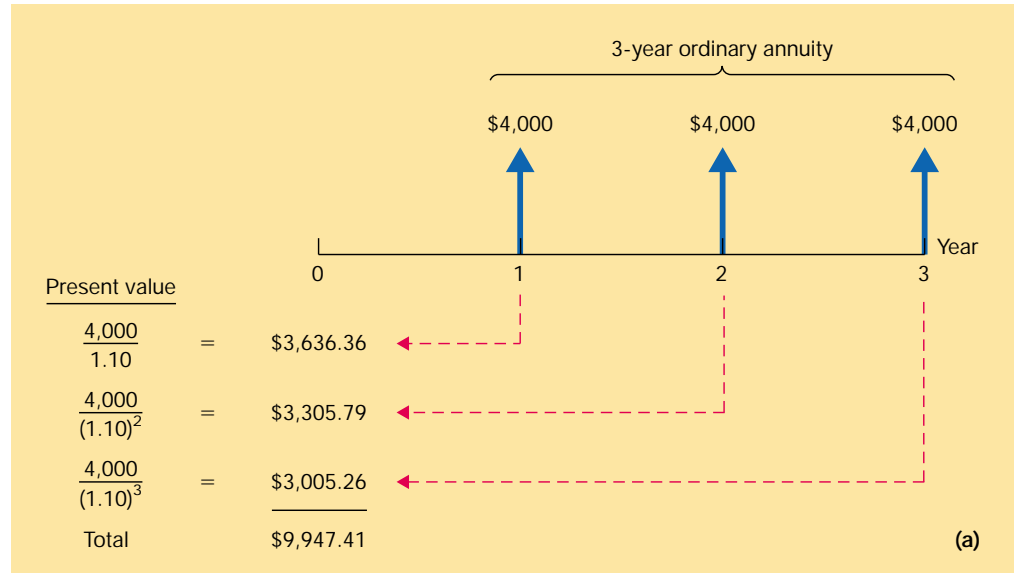 3-year ordinary annuity
$4,000 $4,000 $4,000
Year
0 1 2 3
Present value
4,000
1.10
= $3,636.36
4,000
(1.10)²
= $3,305.79
4,000
(1.10)³
= $3,005.26
Total $9,947.41
(a)